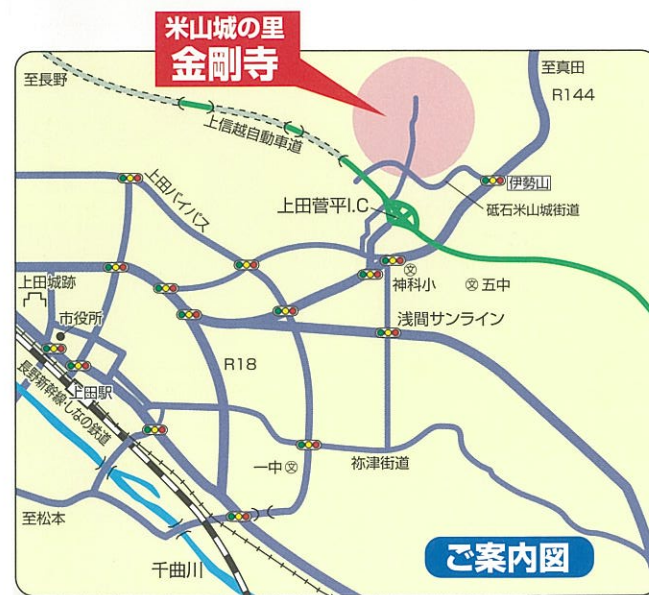 米山城の里
金剛寺
至長野
至真田
R144
上信越自動車道
上田バイパス
伊勢山
上田菅平I.C
砥石米山城街道
文
神科小
文五中
上田城跡
市役所
浅間サンライン
R18
上田駅
長野新幹線・しなの鉄道
一中文
祢津街道
至松本
千曲川
ご案内図